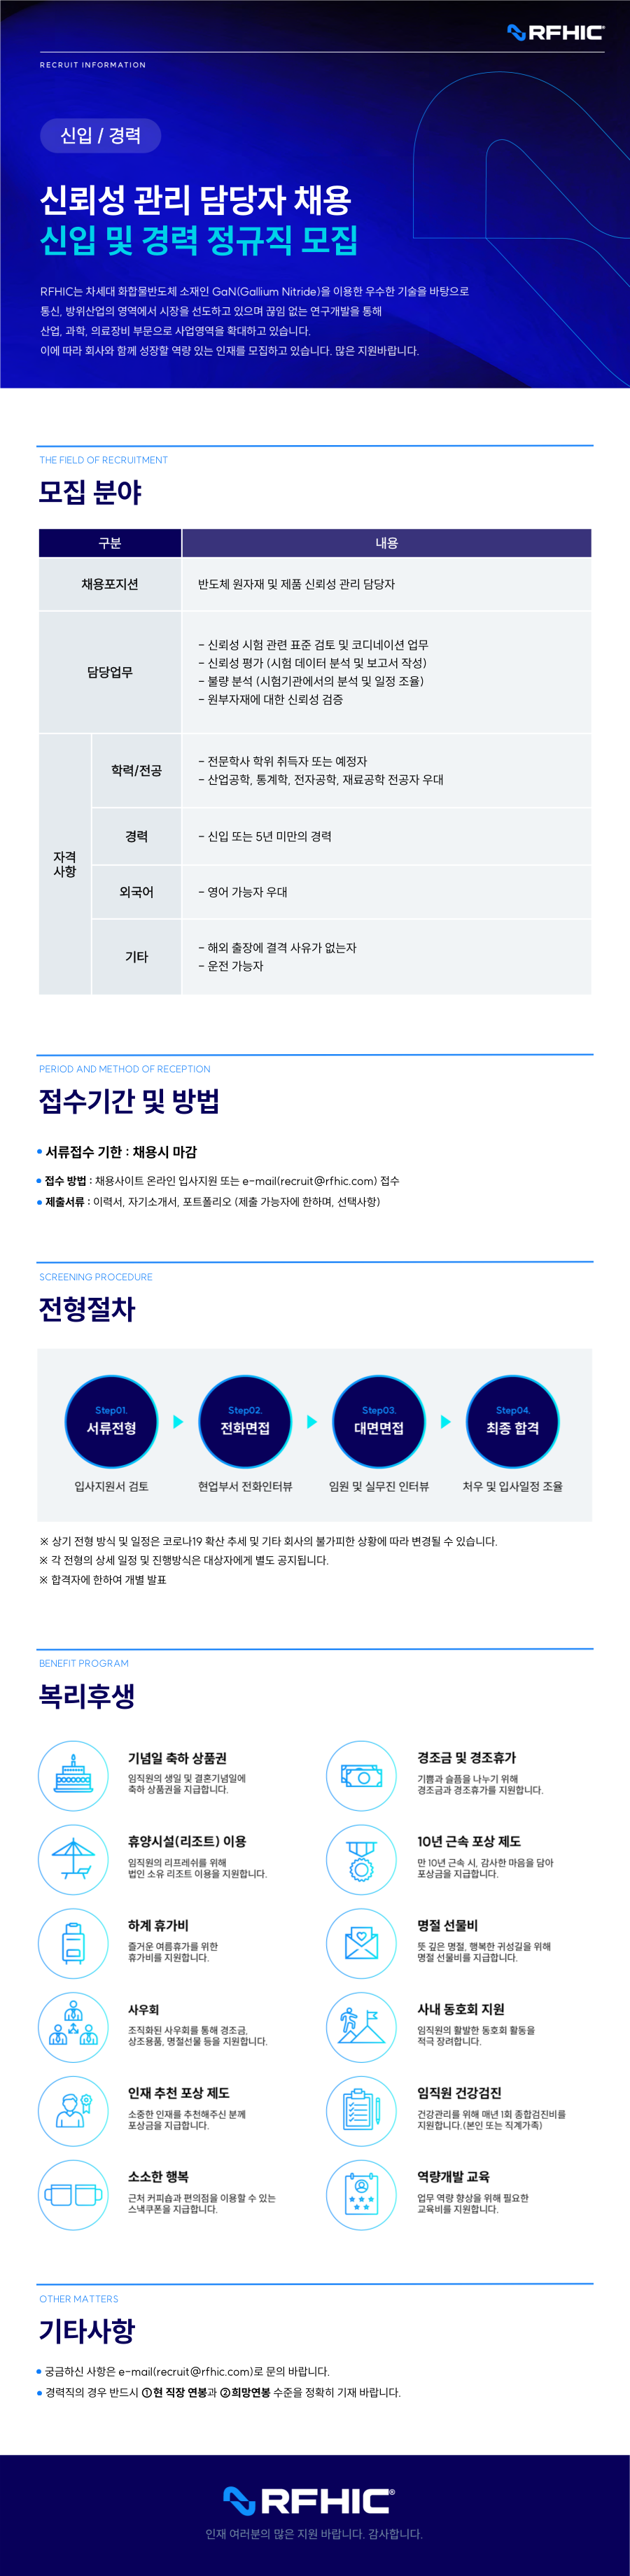 RFHIC
RECRUIT INFORMATION
신입 / 경력
신뢰성 관리 담당자 채용
신입 및 경력 정규직 모집
RFHIC는 차세대 화합물반도체 소재인 GaN(Gallium Nitride)을 이용한 우수한 기술을 바탕으로
통신, 방위산업의 영역에서 시장을 선도하고 있으며 끊임 없는 연구개발을 통해
산업, 과학, 의료장비 부문으로 사업영역을 확대하고 있습니다.
이에 따라 회사와 함께 성장할 역량 있는 인재를 모집하고 있습니다. 많은 지원바랍니다.
THE FIELD OF RECRUITMENT
모집 분야
구분
내용
채용포지션
반도체 원자재 및 제품 신뢰성 관리 담당자
담당업무
- 신뢰성 시험 관련 표준 검토 및 코디네이션 업무
- 신뢰성 평가 (시험 데이터 분석 및 보고서 작성)
- 불량 분석 (시험기관에서의 분석 및 일정 조율)
- 원부자재에 대한 신뢰성 검증
자격
사항
학력/전공
- 전문학사 학위 취득자 또는 예정자
- 산업공학, 통계학, 전자공학, 재료공학 전공자 우대
경력
- 신입 또는 5년 미만의 경력
외국어
- 영어 가능자 우대
기타
- 해외 출장에 결격 사유가 없는자
- 운전 가능자
PERIOD AND METHOD OF RECEPTION
접수기간 및 방법
• 서류접수 기한 : 채용시 마감
• 접수 방법 : 채용사이트 온라인 입사지원 또는 e-mail(recruit@rfhic.com) 접수
• 제출서류 : 이력서, 자기소개서, 포트폴리오 (제출 가능자에 한하며, 선택사항)
SCREENING PROCEDURE
전형절차
Step01.
서류전형
입사지원서 검토
Step02.
전화면접
현업부서 전화인터뷰
Step03.
대면면접
임원 및 실무진 인터뷰
Step04.
최종 합격
처우 및 입사일정 조율
※ 상기 전형 방식 및 일정은 코로나19 확산 추세 및 기타 회사의 불가피한 상황에 따라 변경될 수 있습니다.
※ 각 전형의 상세 일정 및 진행방식은 대상자에게 별도 공지됩니다.
※ 합격자에 한하여 개별 발표
BENEFIT PROGRAM
복리후생
기념일 축하 상품권
임직원의 생일 및 결혼기념일에
축하 상품권을 지급합니다.
경조금 및 경조휴가
기쁨과 슬픔을 나누기 위해
경조금과 경조휴가를 지원합니다.
휴양시설(리조트) 이용
임직원의 리프레쉬를 위해
법인 소유 리조트 이용을 지원합니다.
10년 근속 포상 제도
만 10년 근속 시, 감사한 마음을 담아
포상금을 지급합니다.
하계 휴가비
즐거운 여름휴가를 위한
휴가비를 지원합니다.
명절 선물비
뜻 깊은 명절, 행복한 귀성길을 위해
명절 선물비를 지급합니다.
사우회
조직화된 사우회를 통해 경조금,
상조용품, 명절선물 등을 지원합니다.
사내 동호회 지원
임직원의 활발한 동호회 활동을
적극 장려합니다.
인재 추천 포상 제도
소중한 인재를 추천해주신 분께
포상금을 지급합니다.
임직원 건강검진
건강관리를 위해 매년 1회 종합검진비를
지원합니다.(본인 또는 직계가족)
소소한 행복
근처 커피숍과 편의점을 이용할 수 있는
스낵쿠폰을 지급합니다.
역량개발 교육
업무 역량 향상을 위해 필요한
교육비를 지원합니다.
OTHER MATTERS
기타사항
• 궁금하신 사항은 e-mail(recruit@rfhic.com)로 문의 바랍니다.
• 경력직의 경우 반드시 ①현 직장 연봉과 ②희망연봉 수준을 정확히 기재 바랍니다.
RFHIC®
인재 여러분의 많은 지원 바랍니다. 감사합니다.